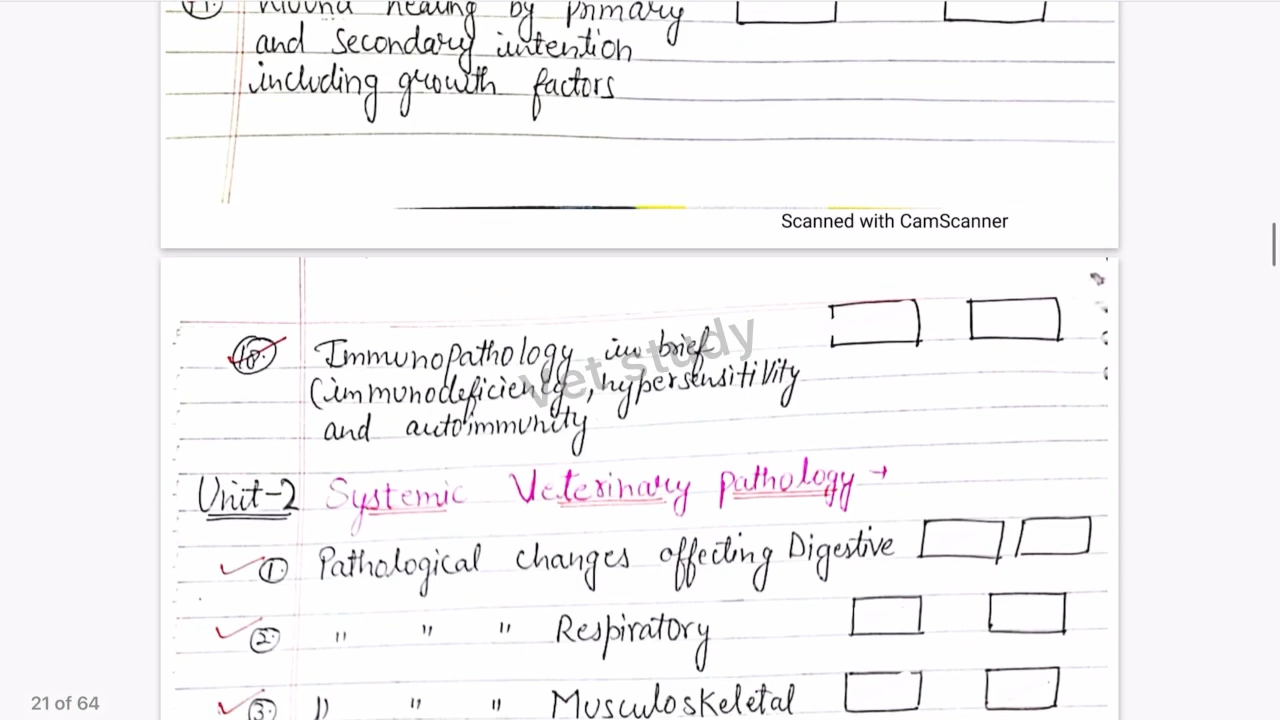 17. Wound healing by primary
and secondary intention
including growth factors
Scanned with CamScanner
18. Immunopathology in brief
(immunodeficiency, hypersensitivity
and autoimmunity
Vet study
Unit-2 Systemic Veterinary Pathology →
① Pathological changes affecting Digestive
② " " " Respiratory
③ " " " Musculoskeletal
21 of 64